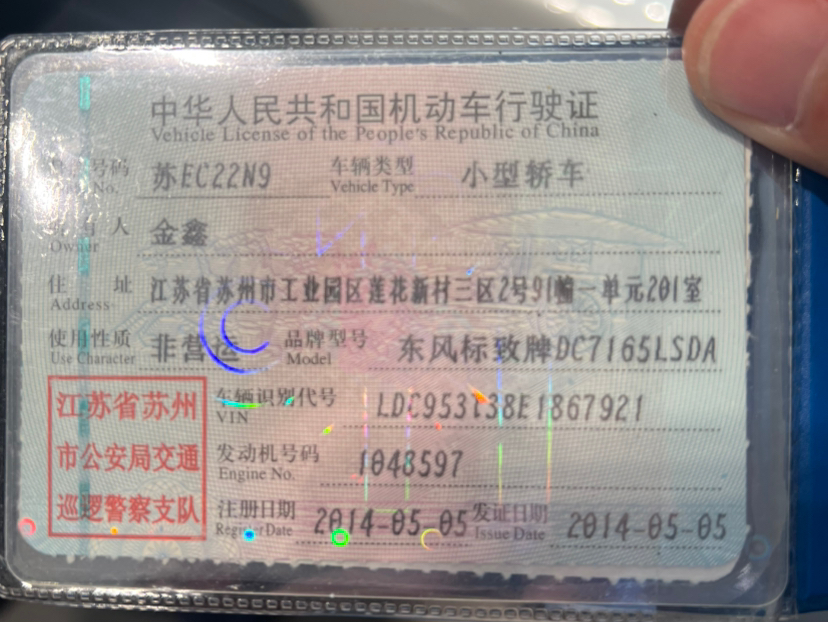 中华人民共和国机动车行驶证
Vehicle License of the People's Republic of China
号码 苏EC22N9 车辆类型 小型轿车
No. Vehicle Type
人 金鑫
Owner
住址 江苏省苏州市工业园区莲花新村三区2号91幢一单元201室
Address
使用性质 非营运 品牌型号 东风标致牌DC7165LSDA
Use Character Model
江苏省苏州 车辆识别代号 LDC953138E1867921
VIN
市公安局交通 发动机号码 1048597
Engine No.
巡逻警察支队 注册日期 2014-05-05 发证日期 2014-05-05
Register Date Issue Date